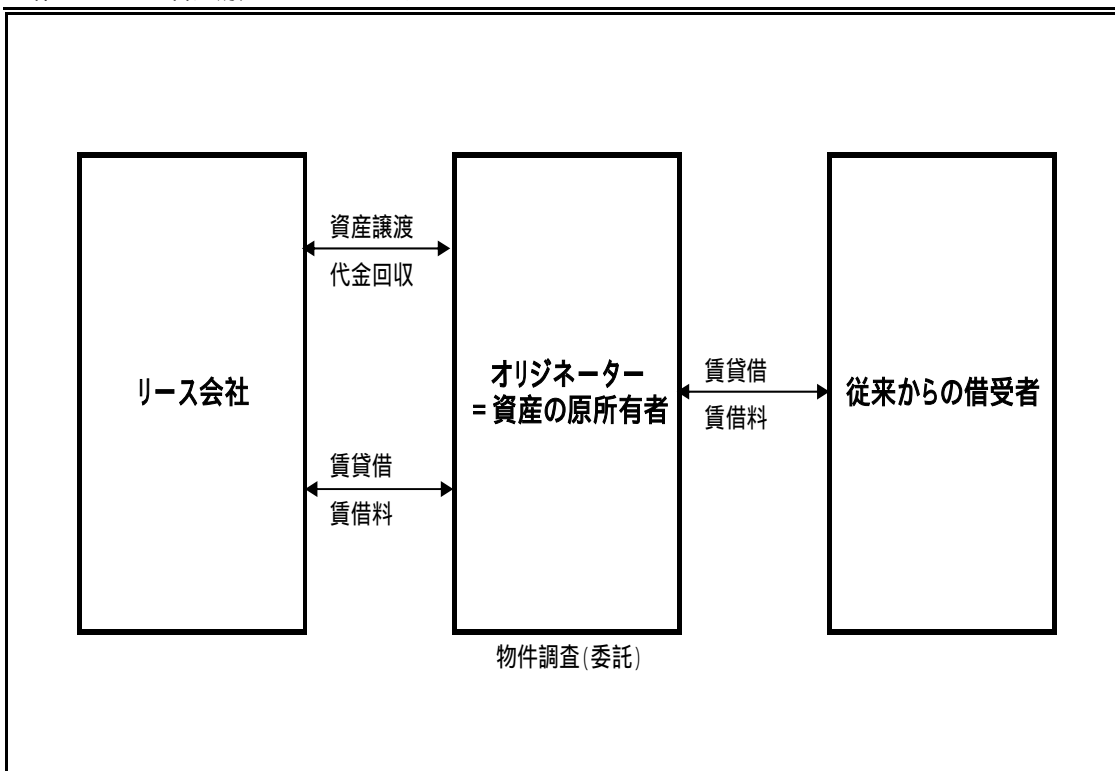 資産譲渡
代金回収
リース会社
賃貸借
賃借料
オリジネーター
=資産の原所有者
賃貸借
賃借料
従来からの借受者
物件調査(委託)